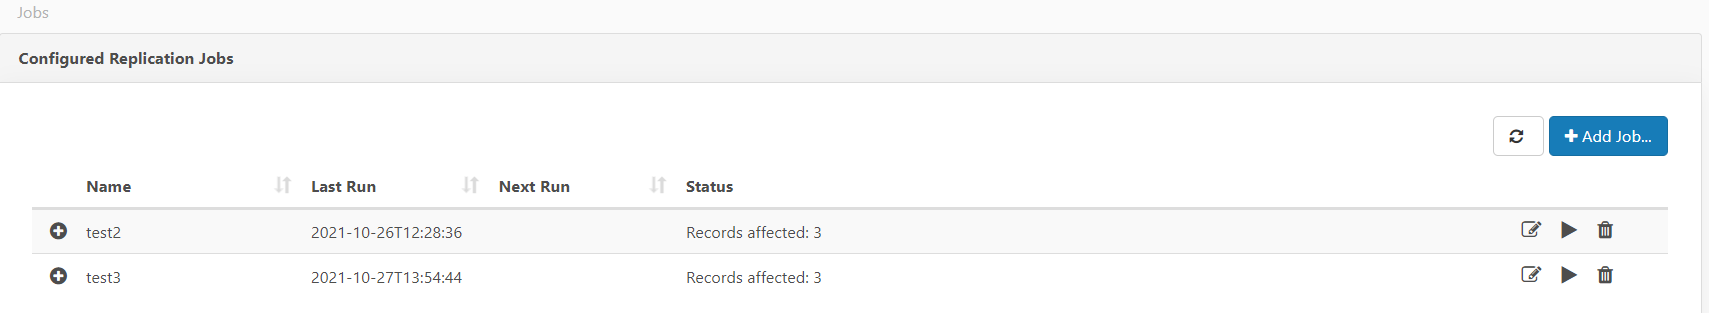 Jobs
Configured Replication Jobs
Add Job...
Name Last Run Next Run Status
test2 2021-10-26T12:28:36 Records affected: 3
test3 2021-10-27T13:54:44 Records affected: 3